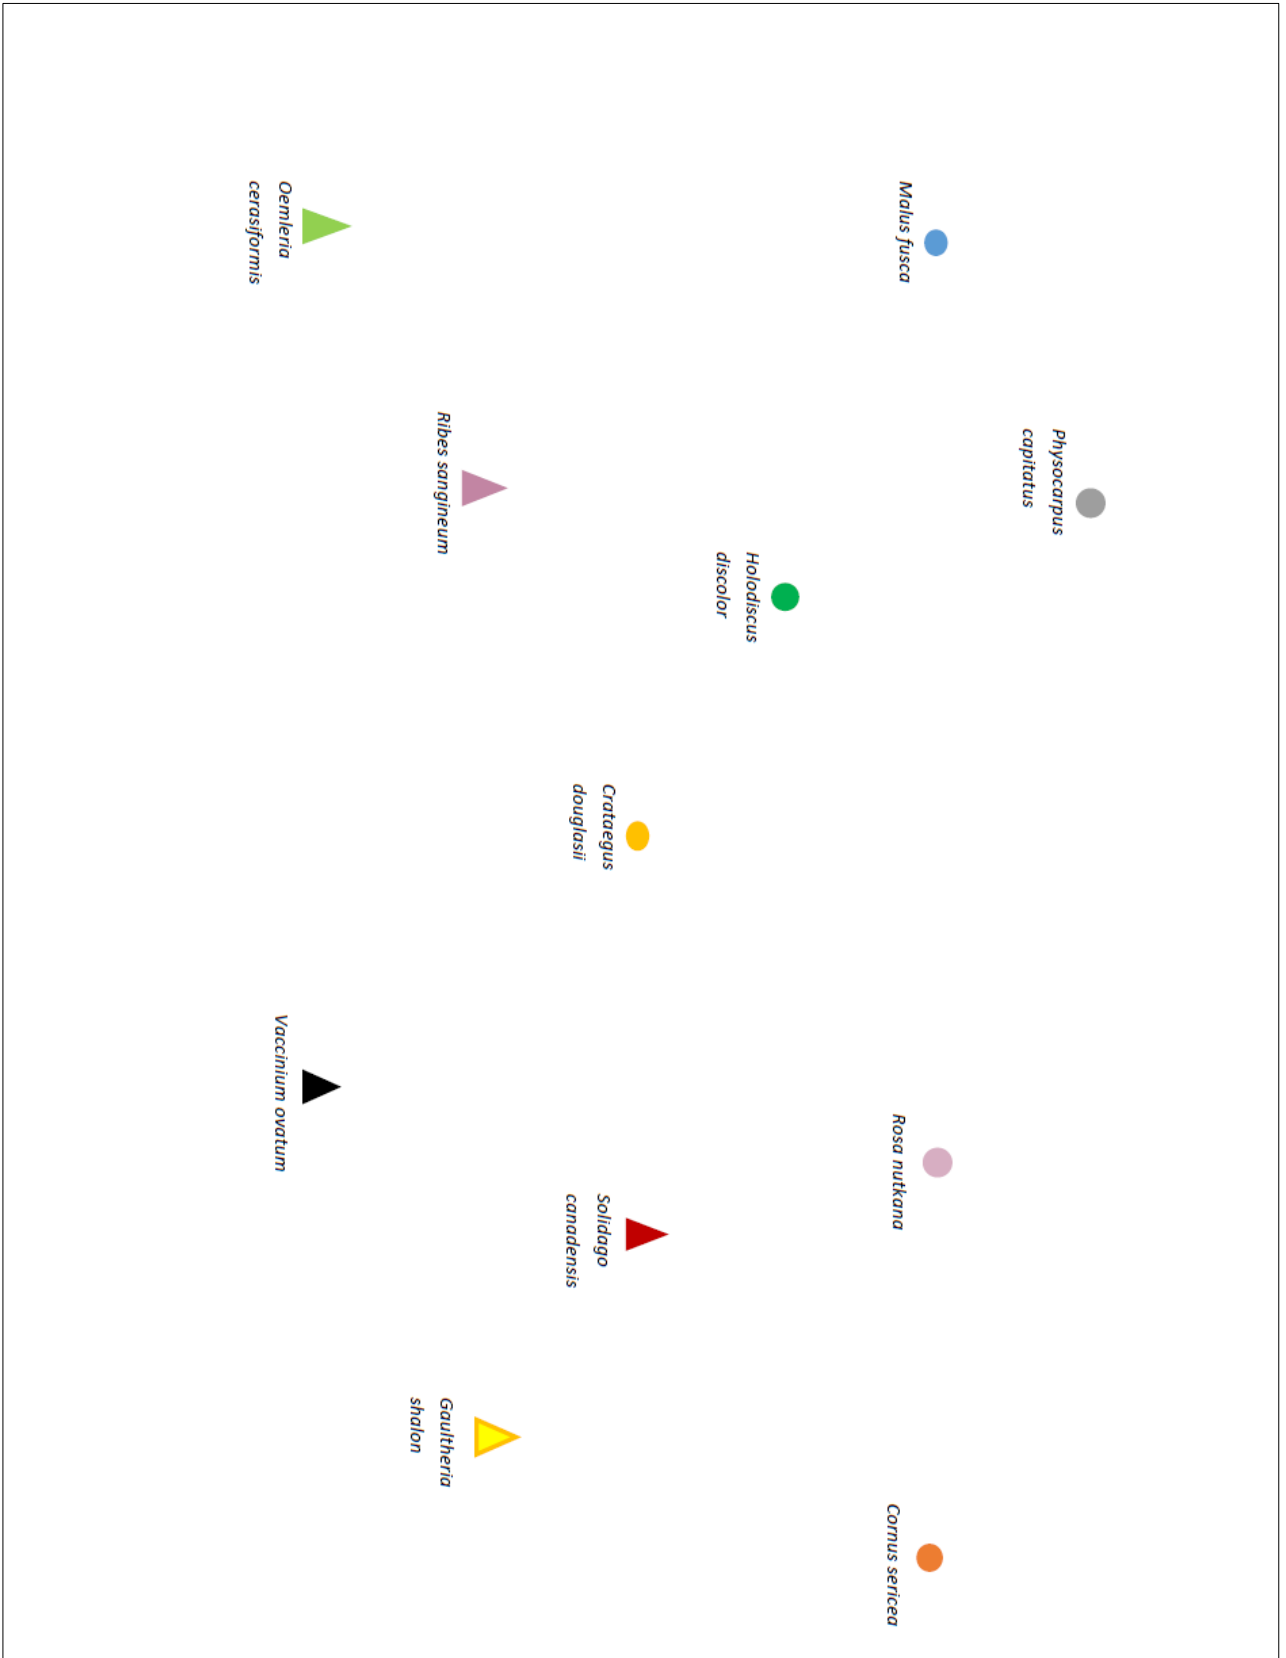 Physocarpus
capitatus
Malus fusca
Rosa nutkana
Cornus sericea
Holodiscus
discolor
Crataegus
douglasii
Solidago
canadensis
Ribes sangineum
Gaultheria
shalon
Oemleria
cerasiformis
Vaccinium ovatum